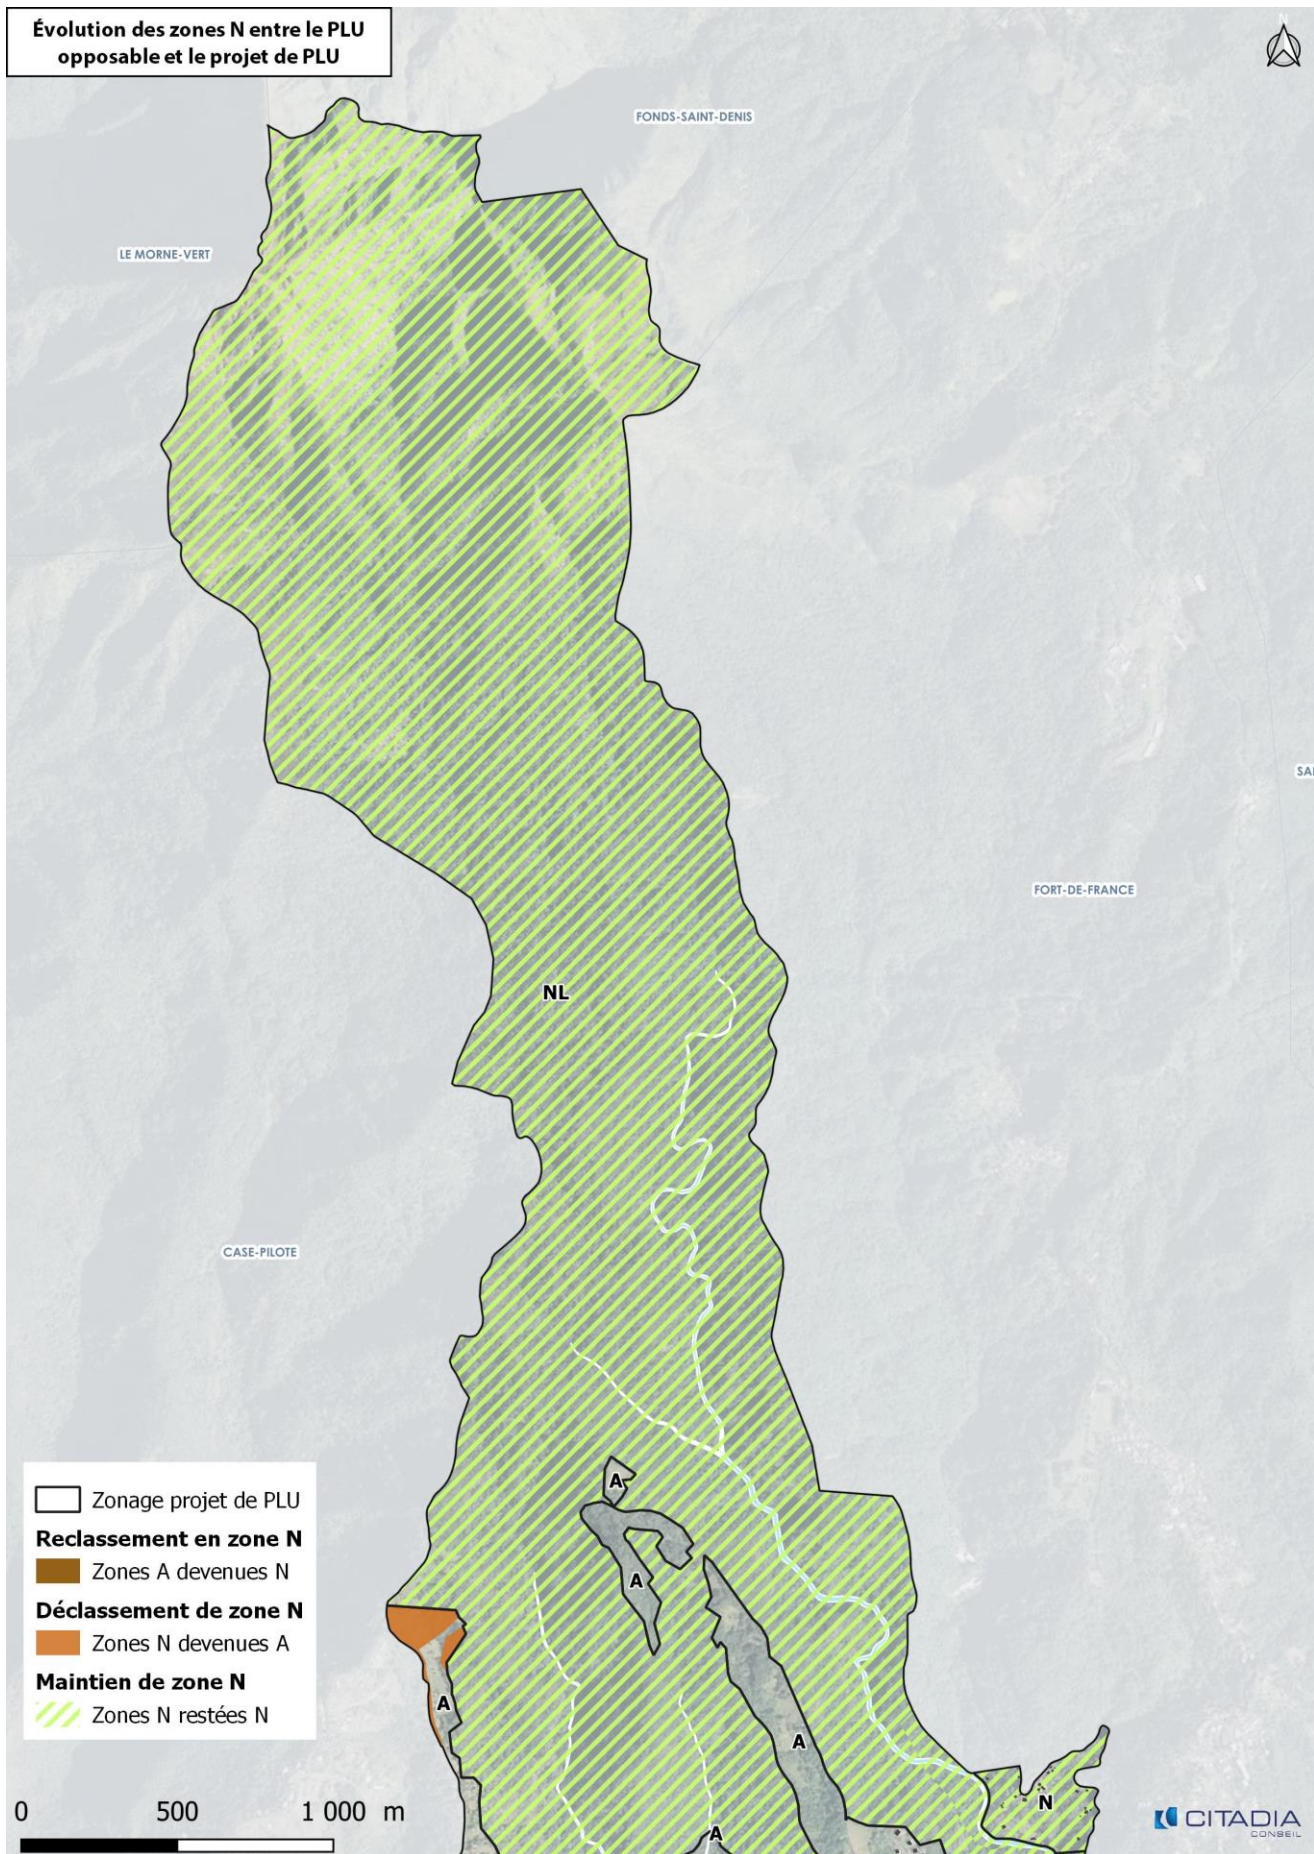 Évolution des zones N entre le PLU
opposable et le projet de PLU
N
FONDS-SAINT-DENIS
LE MORNE-VERT
SAI
FORT-DE-FRANCE
NL
CASE-PILOTE
A
A
A
A
A
N
Zonage projet de PLU
Reclassement en zone N
Zones A devenues N
Déclassement de zone N
Zones N devenues A
Maintien de zone N
Zones N restées N
0 500 1 000 m
CITADIA
CONSEIL